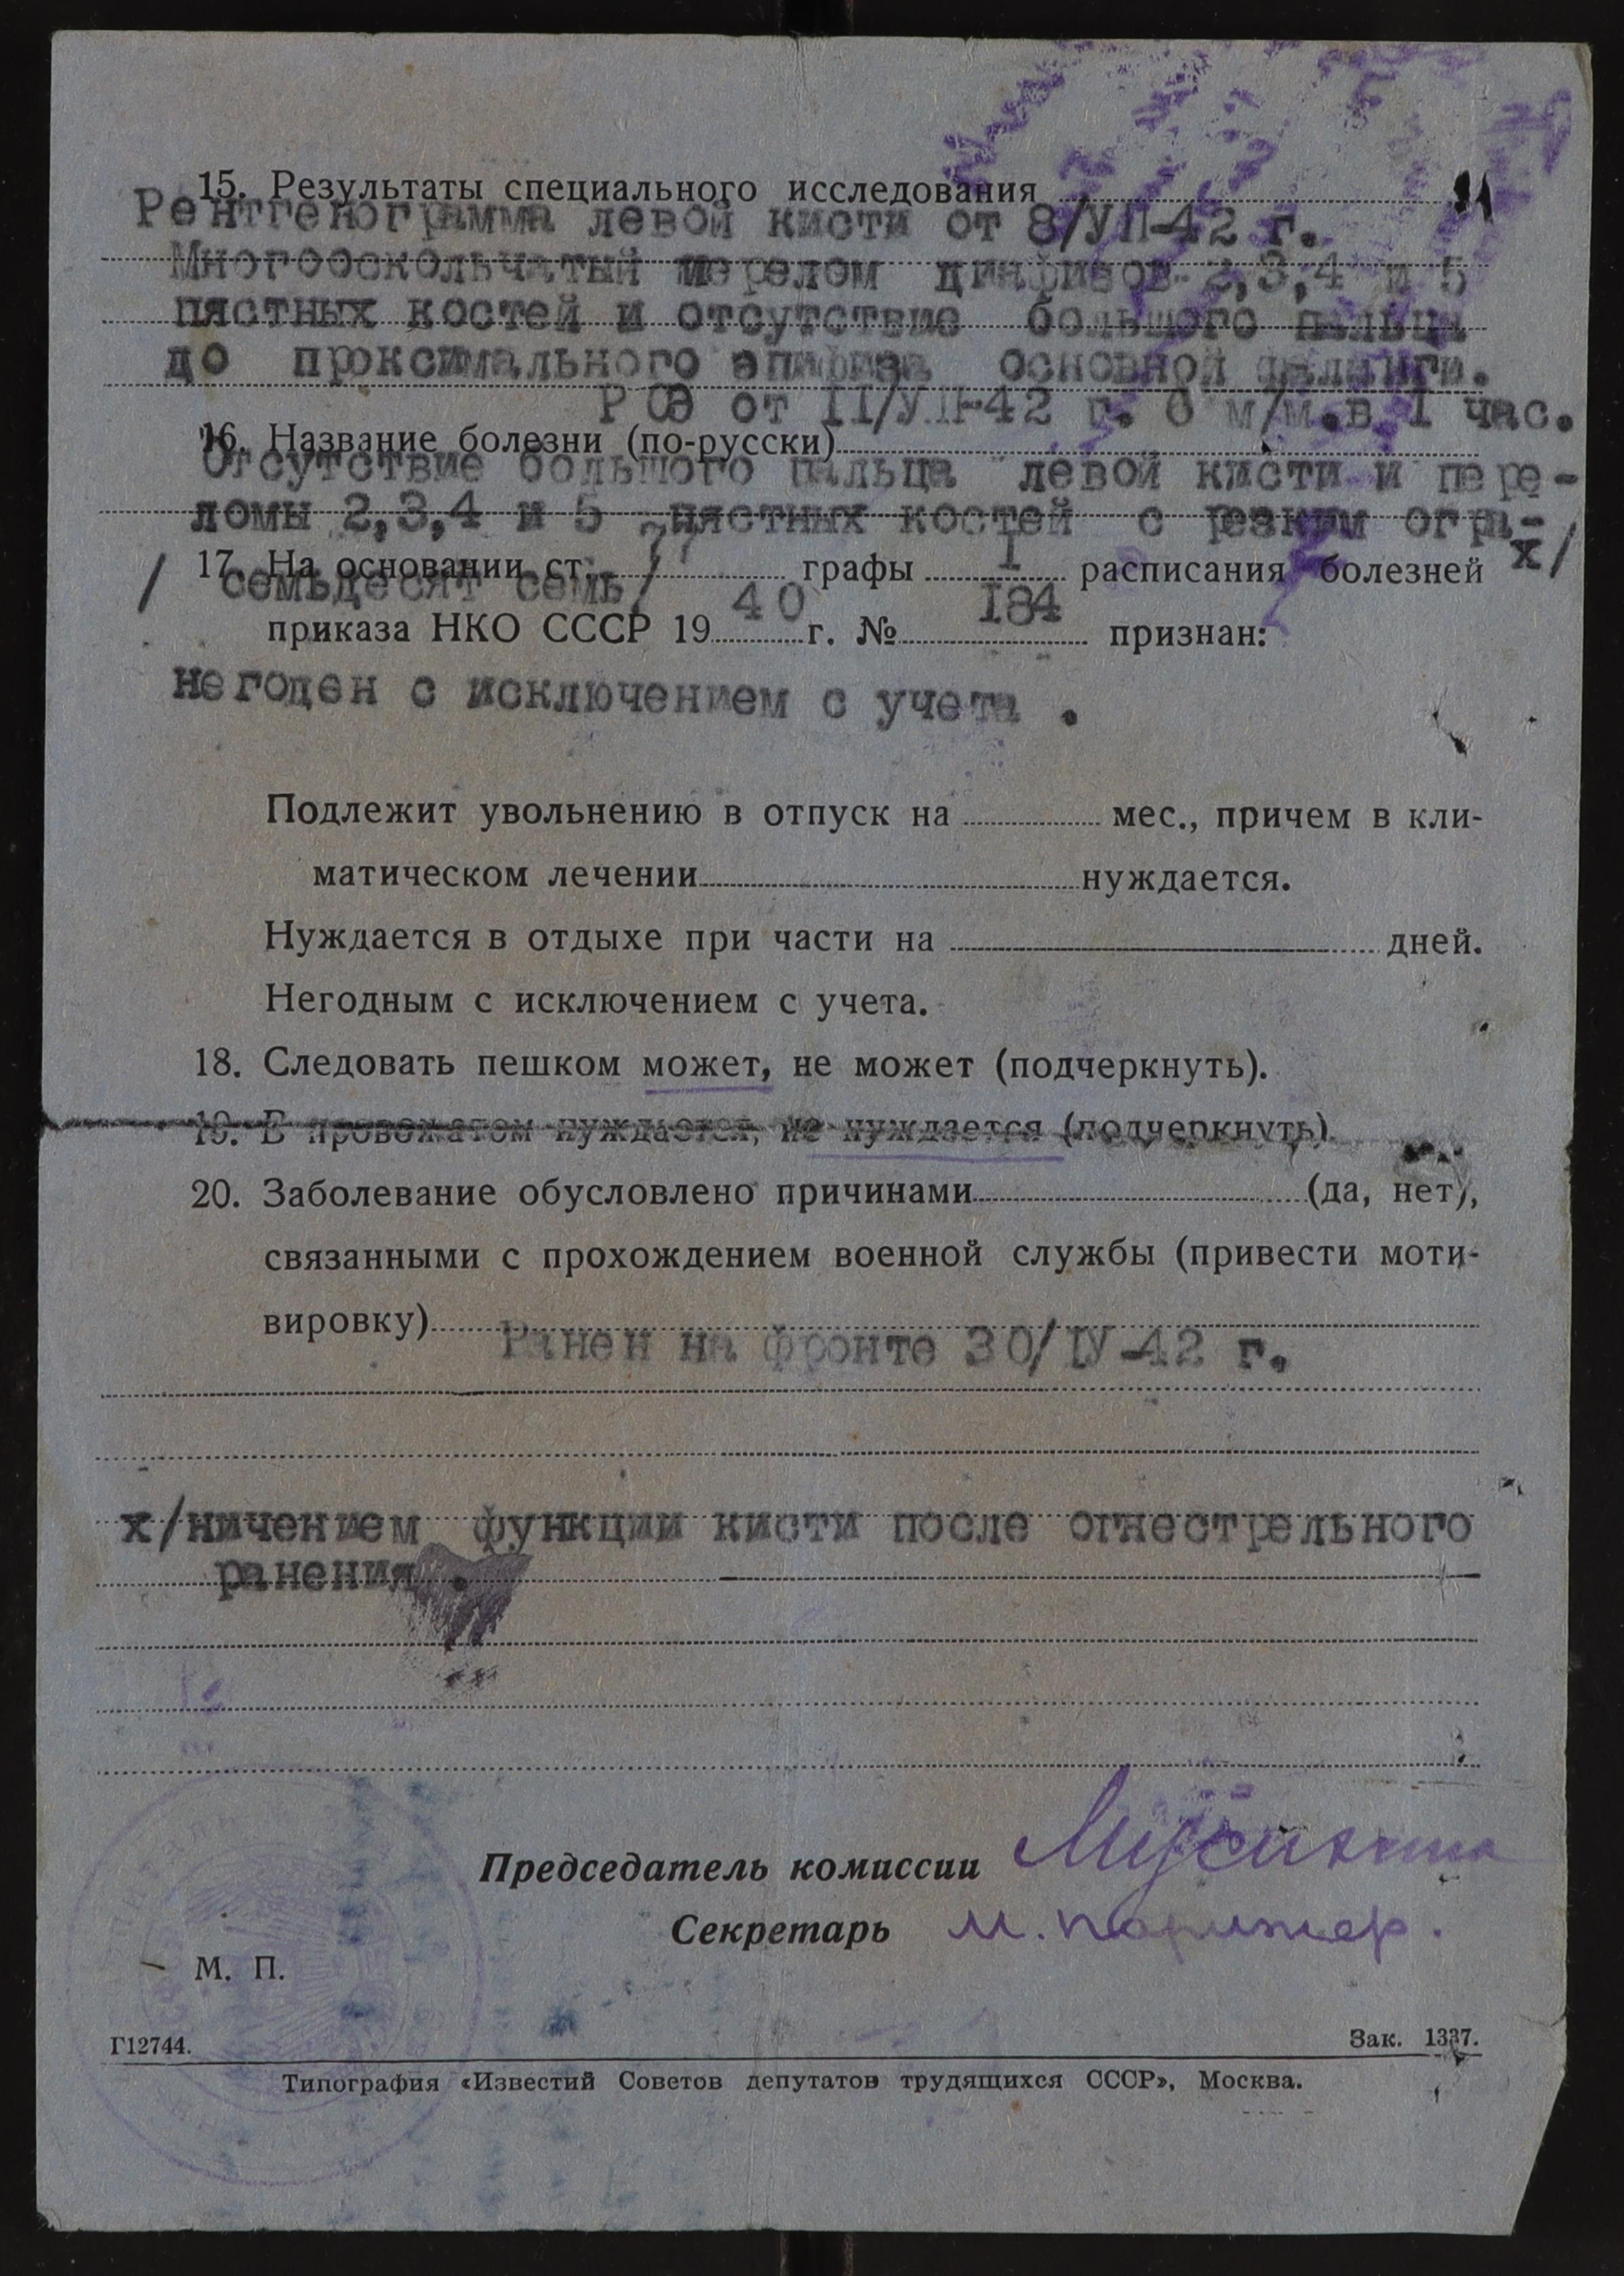 15. Результаты специального исследования
Рентгенограмма левой кисти от 8/УП-42 г.
Многооскольчатый перелом диафизов 2,3,4 и 5
пястных костей и отсутствие большого пальца
до проксимального эпифиза основной фаланги.
РОЭ от II/УП-42 г. 6 м/м.в 1 час.
16. Название болезни (по-русски)
Отсутствие большого пальца левой кисти и пере-
ломы 2,3,4 и 5 пястных костей с резким огра-
17. На основании ст. 77 графы I расписания болезней х/
/ семьдесят семь/
приказа НКО СССР 1940 г. № I84 признан:
негоден с исключением с учета .
Подлежит увольнению в отпуск на мес., причем в кли-
матическом лечении нуждается.
Нуждается в отдыхе при части на дней.
Негодным с исключением с учета.
18. Следовать пешком может, не может (подчеркнуть).
19. В провожатом нуждается, не нуждается (подчеркнуть).
20. Заболевание обусловлено причинами (да, нет),
связанными с прохождением военной службы (привести моти-
вировку)
Ранен на фронте 30/IУ-42 г.
х/ничением функции кисти после огнестрельного
ранения .
Председатель комиссии
Секретарь М.
М. П.
Г12744. Зак. 1337.
Типография «Известий Советов депутатов трудящихся СССР», Москва.